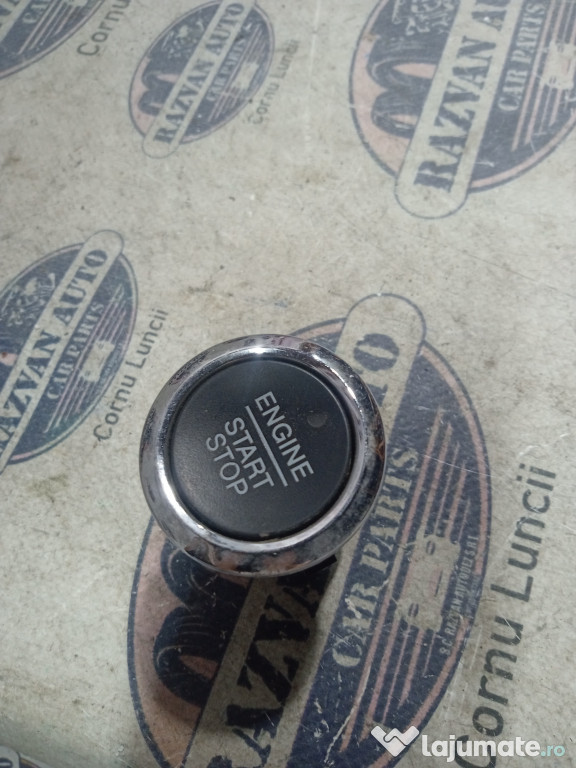 Cornu Luncii
RAZVAN AUTO
CAR PARTS
Cornu Luncii
RAZVAN AUTO
CAR PARTS
RAZVAN AUTO
CAR PARTS
-Cornu Luncii
ENGINE
START
STOP
AUTO
CAR PARTS
Cornu Luncii
lajumate.ro